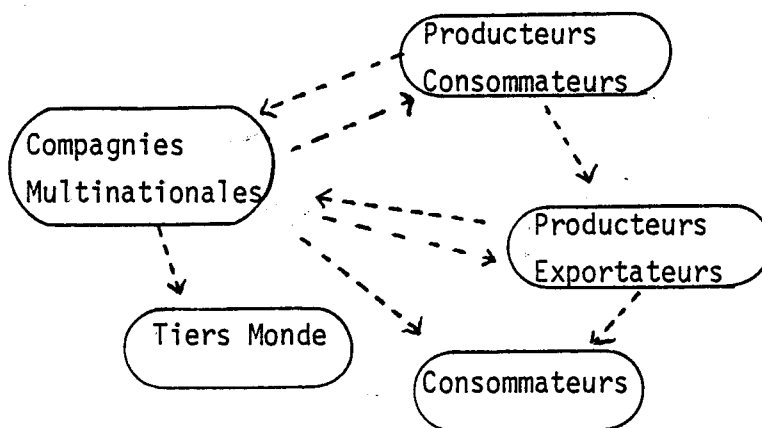 Producteurs
Consommateurs
Compagnies
Multinationales
Producteurs
Exportateurs
Tiers Monde
Consommateurs